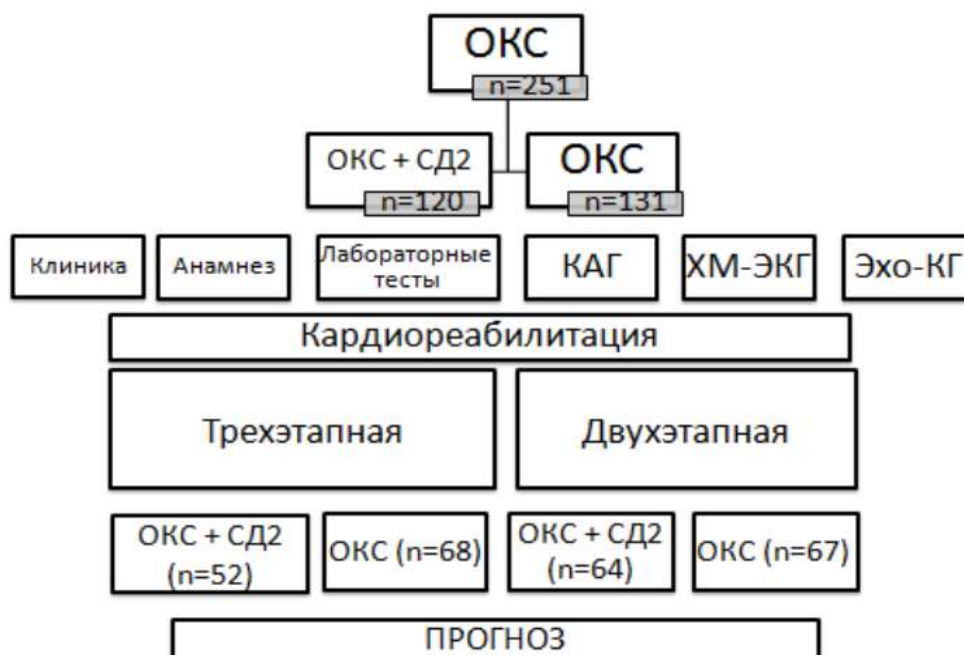 ОКС
n=251
ОКС + СД2
n=120
ОКС
n=131
Клиника
Анамнез
Лабораторные
тесты
КАГ
ХМ-ЭКГ
Эхо-КГ
Кардиореабилитация
Трехэтапная
Двухэтапная
ОКС + СД2
(n=52)
ОКС (n=68)
ОКС + СД2
(n=64)
ОКС (n=67)
ПРОГНОЗ